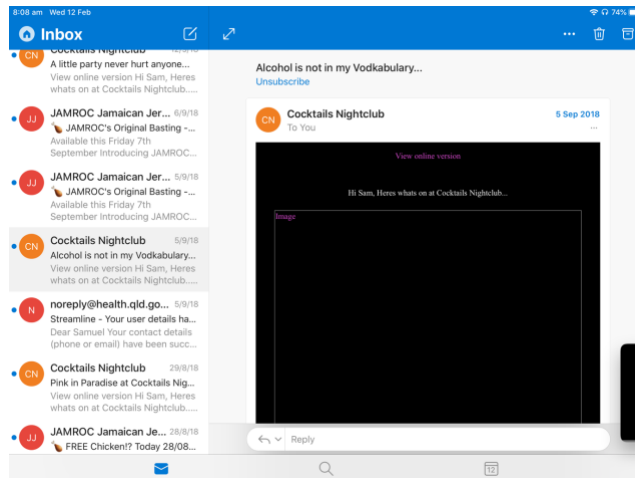 8:08 am Wed 12 Feb
74%
Inbox
CN
Cocktails Nightclub
A little party never hurt anyone...
View online version Hi Sam, Heres
whats on at Cocktails Nightclub....
JJ
JAMROC Jamaican Jer... 6/9/18
JAMROC's Original Basting -...
Available this Friday 7th
September Introducing JAMROC...
JJ
JAMROC Jamaican Jer... 5/9/18
JAMROC's Original Basting -...
Available this Friday 7th
September Introducing JAMROC...
CN
Cocktails Nightclub 5/9/18
Alcohol is not in my Vodkabulary...
View online version Hi Sam, Heres
whats on at Cocktails Nightclub.....
N
noreply@health.qld.go... 5/9/18
Streamline - Your user details ha...
Dear Samuel Your contact details
(phone or email) have been succ...
CN
Cocktails Nightclub 29/8/18
Pink in Paradise at Cocktails Nig...
View online version Hi Sam, Heres
whats on at Cocktails Nightclub.....
JJ
JAMROC Jamaican Je... 28/8/18
FREE Chicken!? Today 28/08...
Alcohol is not in my Vodkabulary...
Unsubscribe
CN
Cocktails Nightclub 5 Sep 2018
To You
View online version
Hi Sam, Heres whats on at Cocktails Nightclub...
Image
Reply
12